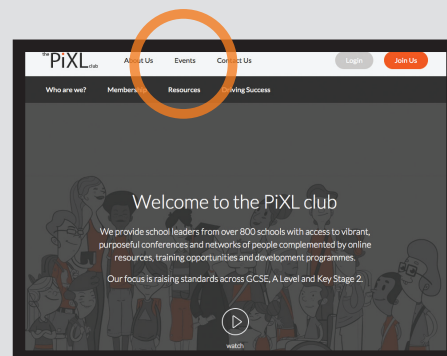 the PiXL club
About Us Events Contact Us Login Join Us
Who are we? Membership Resources Driving Success
Welcome to the PiXL club
We provide school leaders from over 800 schools with access to vibrant,
purposeful conferences and networks of people complemented by online
resources, training opportunities and development programmes.
Our focus is raising standards across GCSE, A Level and Key Stage 2.
watch